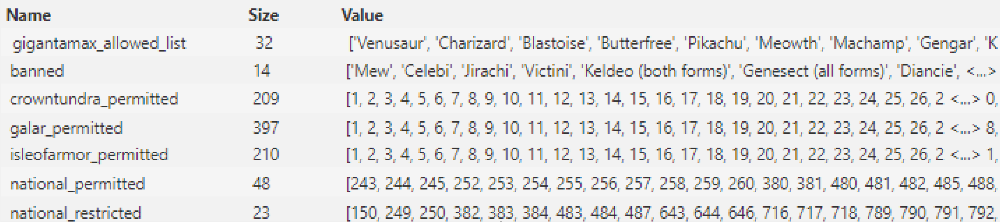 Name Size Value
gigantamax_allowed_list 32 ['Venusaur', 'Charizard', 'Blastoise', 'Butterfree', 'Pikachu', 'Meowth', 'Machamp', 'Gengar', 'K
banned 14 ['Mew', 'Celebi', 'Jirachi', 'Victini', 'Keldeo (both forms)', 'Genesect (all forms)', 'Diancie', <...>
crowntundra_permitted 209 [1, 2, 3, 4, 5, 6, 7, 8, 9, 10, 11, 12, 13, 14, 15, 16, 17, 18, 19, 20, 21, 22, 23, 24, 25, 26, 2 <...> 0,
galar_permitted 397 [1, 2, 3, 4, 5, 6, 7, 8, 9, 10, 11, 12, 13, 14, 15, 16, 17, 18, 19, 20, 21, 22, 23, 24, 25, 26, 2 <...> 8,
isleofarmor_permitted 210 [1, 2, 3, 4, 5, 6, 7, 8, 9, 10, 11, 12, 13, 14, 15, 16, 17, 18, 19, 20, 21, 22, 23, 24, 25, 26, 2 <...> 1,
national_permitted 48 [243, 244, 245, 252, 253, 254, 255, 256, 257, 258, 259, 260, 380, 381, 480, 481, 482, 485, 488,
national_restricted 23 [150, 249, 250, 382, 383, 384, 483, 484, 487, 643, 644, 646, 716, 717, 718, 789, 790, 791, 792,